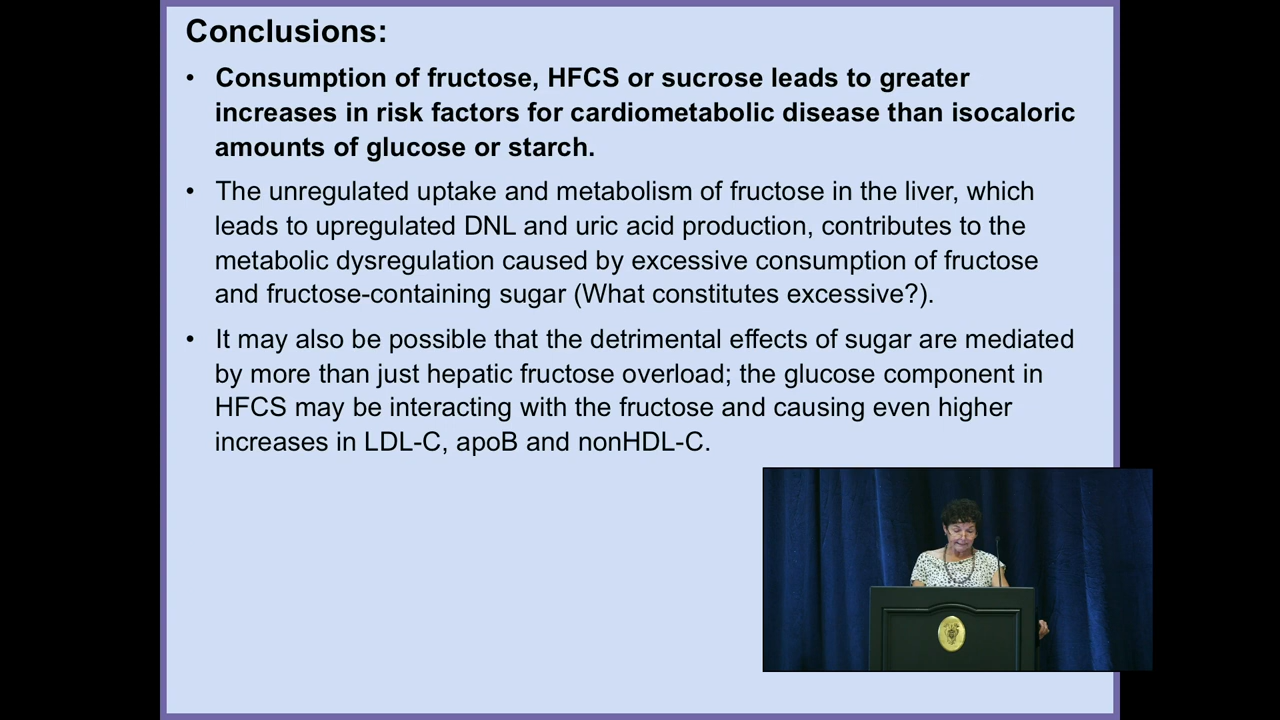 Conclusions:
• Consumption of fructose, HFCS or sucrose leads to greater
increases in risk factors for cardiometabolic disease than isocaloric
amounts of glucose or starch.
• The unregulated uptake and metabolism of fructose in the liver, which
leads to upregulated DNL and uric acid production, contributes to the
metabolic dysregulation caused by excessive consumption of fructose
and fructose-containing sugar (What constitutes excessive?).
• It may also be possible that the detrimental effects of sugar are mediated
by more than just hepatic fructose overload; the glucose component in
HFCS may be interacting with the fructose and causing even higher
increases in LDL-C, apoB and nonHDL-C.